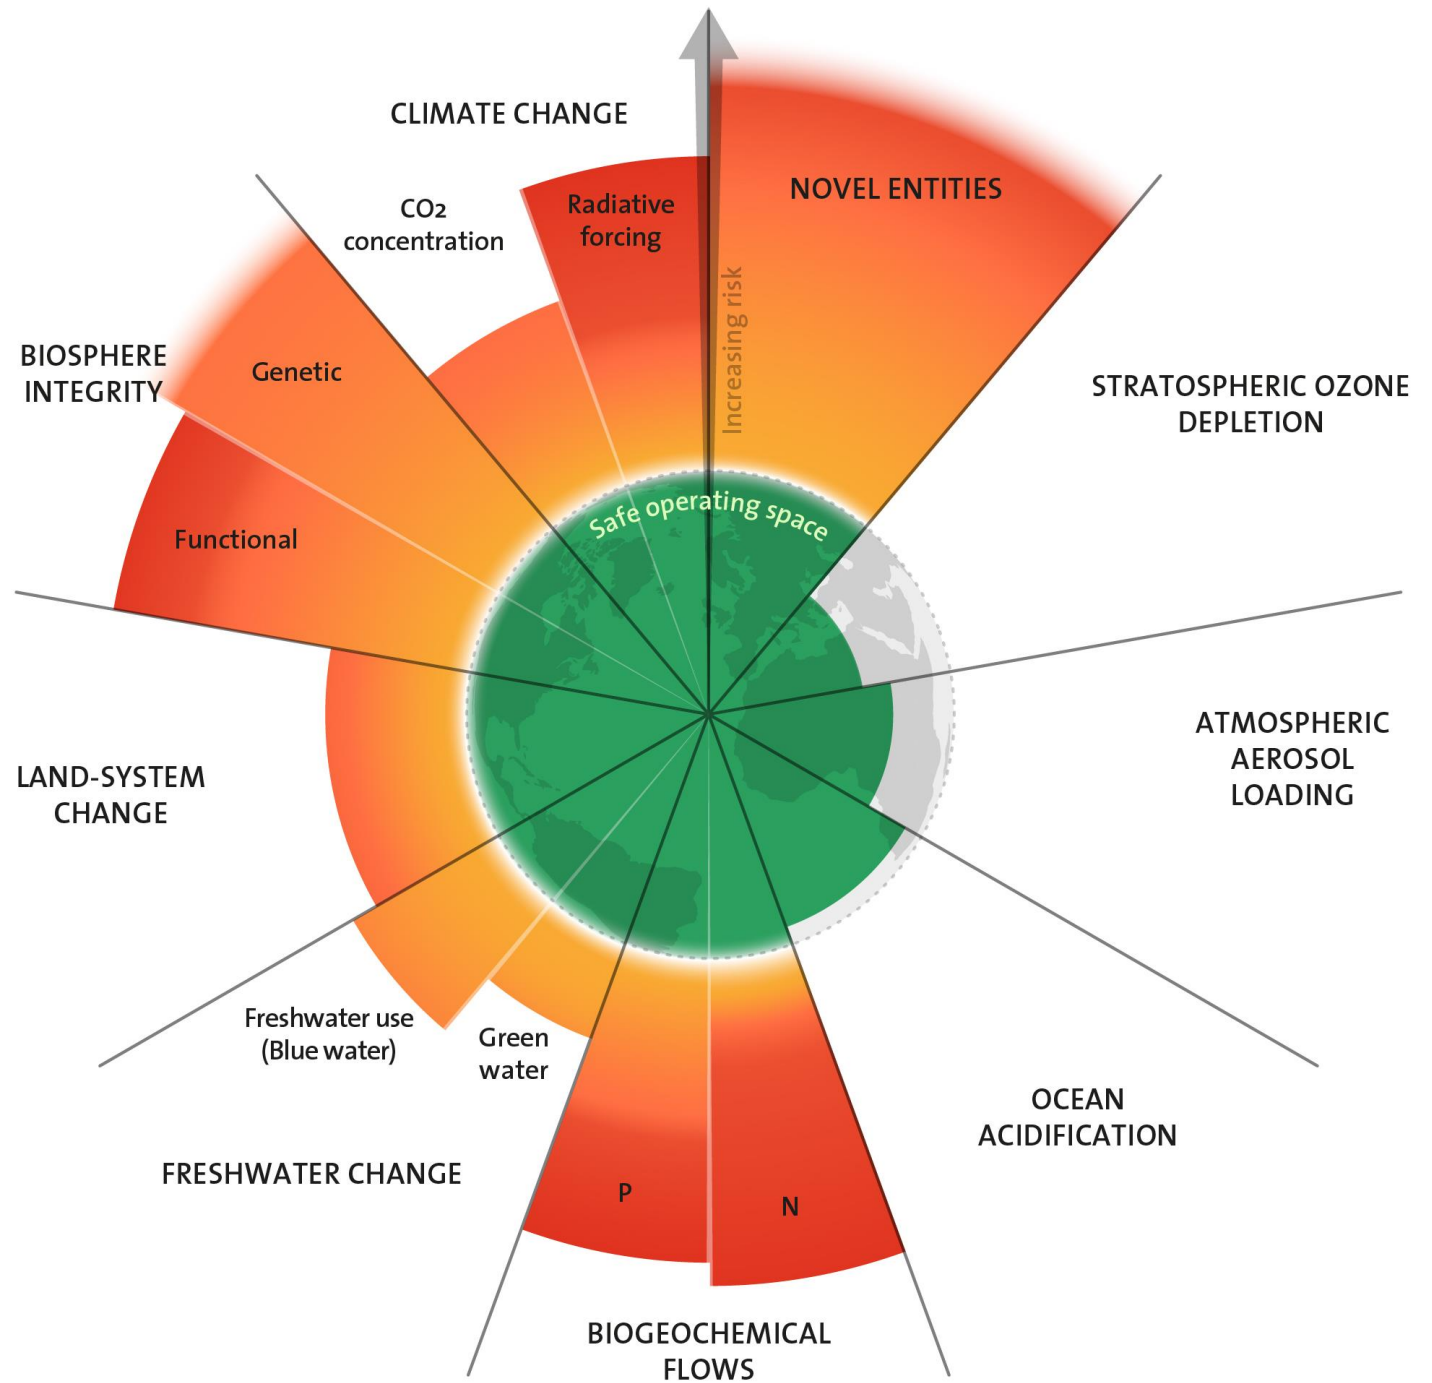 CLIMATE CHANGE
CO2
concentration
Radiative
forcing
NOVEL ENTITIES
Increasing risk
BIOSPHERE
INTEGRITY
Genetic
Functional
STRATOSPHERIC OZONE
DEPLETION
Safe operating space
ATMOSPHERIC
AEROSOL
LOADING
LAND-SYSTEM
CHANGE
Freshwater use
(Blue water)
Green
water
FRESHWATER CHANGE
OCEAN
ACIDIFICATION
P
N
BIOGEOCHEMICAL
FLOWS